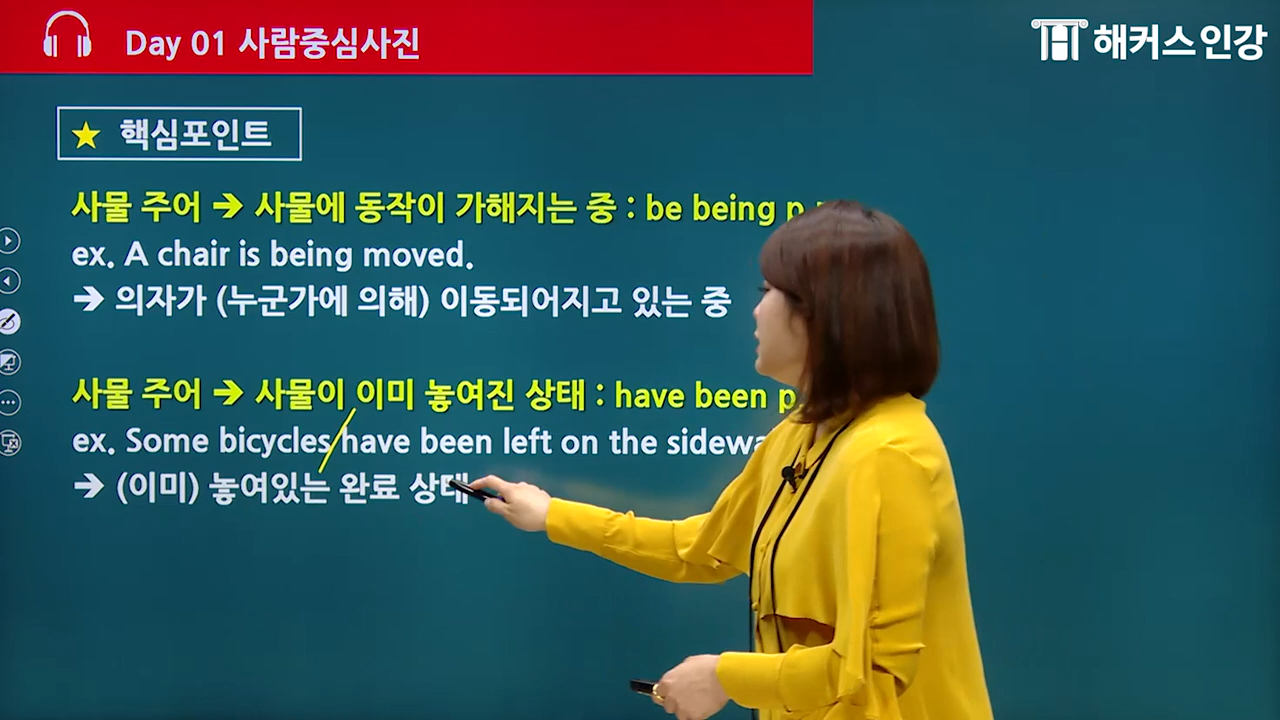 Day 01 사람중심사진
해커스인강
핵심포인트
사물 주어 → 사물에 동작이 가해지는 중 : be being
ex. A chair is being moved.
→ 의자가 (누군가에 의해) 이동되어지고 있는 중
사물 주어 → 사물이 이미 놓여진 상태 : have been
ex. Some bicycles have been left on the
→ (이미) 놓여있는 완료 상태